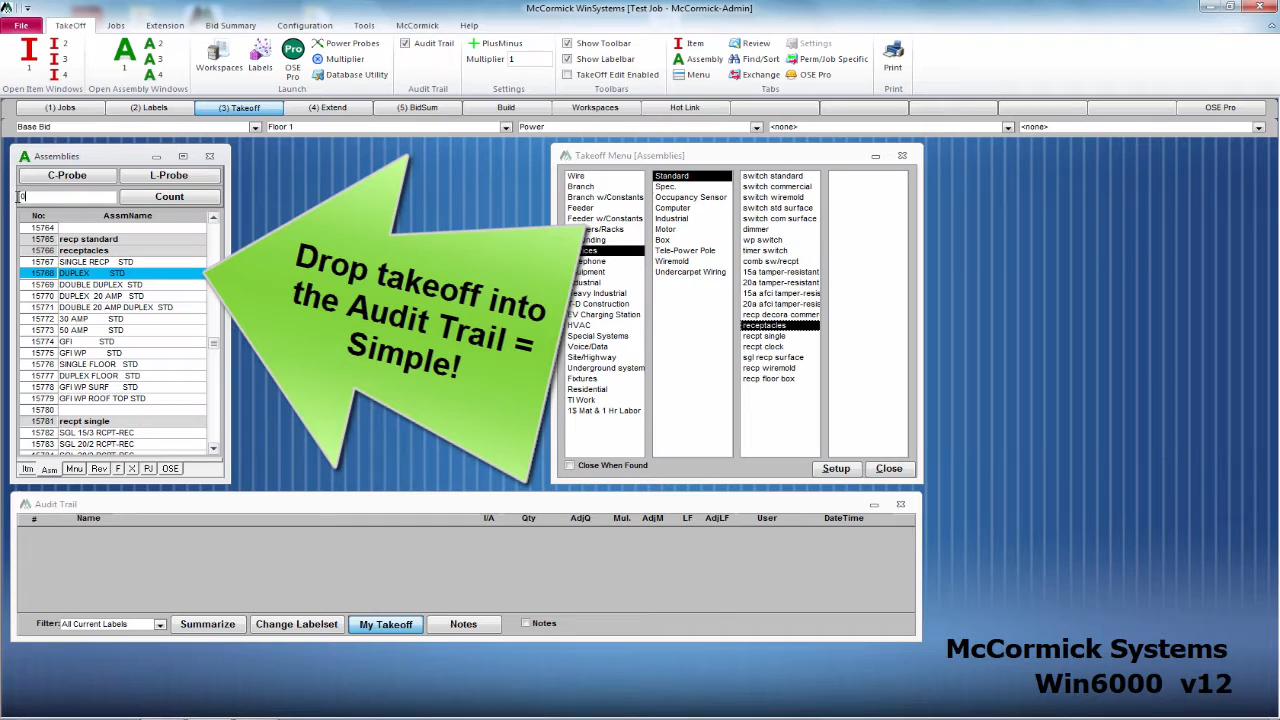 McCormick WinSystems [Test Job - McCormick-Admin]
File TakeOff Jobs Extension Bid Summary Configuration Tools McCormick Help
I 1 I 2 I 3 I 4 Open Item Windows
A 1 A 2 A 3 A 4 Open Assembly Windows
Workspaces Labels OSE Pro Power Probes Multiplier Database Utility Launch
Audit Trail Audit Trail
PlusMinus Multiplier 1 Settings
Show Toolbar Show Labelbar TakeOff Edit Enabled Toolbars
Item Assembly Menu Review Find/Sort Exchange Settings Perm/Job Specific OSE Pro Tabs
Print Print
(1) Jobs (2) Labels (3) Takeoff (4) Extend (5) BidSum Build Workspaces Hot Link OSE Pro
Base Bid Floor 1 Power <none> <none>
Assemblies
C-Probe L-Probe
0 Count
No: AssmName
15764
15765 recp standard
15766 receptacles
15767 SINGLE RECP STD
15768 DUPLEX STD
15769 DOUBLE DUPLEX STD
15770 DUPLEX 20 AMP STD
15771 DOUBLE 20 AMP DUPLEX STD
15772 30 AMP STD
15773 50 AMP STD
15774 GFI STD
15775 GFI WP STD
15776 SINGLE FLOOR STD
15777 DUPLEX FLOOR STD
15778 GFI WP SURF STD
15779 GFI WP ROOF TOP STD
15780
15781 recpt single
15782 SGL 15/3 RCPT-REC
15783 SGL 20/2 RCPT-REC
Itm Asm Mnu Rev F X PJ OSE
Drop takeoff into
the Audit Trail =
Simple!
Takeoff Menu [Assemblies]
Wire
Branch
Branch w/Constants
Feeder
Feeder w/Constants
Heavy Industrial
EV Charging Station
HVAC
Special Systems
Voice/Data
Site/Highway
Underground system
Fixtures
Residential
TI Work
1$ Mat & 1 Hr Labor
Standard
Spec.
Occupancy Sensor
Computer
Industrial
Motor
Box
Tele-Power Pole
Wiremold
Undercarpet Wiring
switch standard
switch commercial
switch wiremold
switch std surface
switch com surface
dimmer
wp switch
timer switch
comb sw/recpt
15a tamper-resistant
20a tamper-resistant
15a afci tamper-resis
20a afci tamper-resis
recp decora commer
receptacles
recpt single
recpt clock
sgl recp surface
recp wiremold
recp floor box
Close When Found Setup Close
Audit Trail
# Name I/A Qty AdjQ Mul. AdjM LF AdjLF User DateTime
Filter: All Current Labels Summarize Change Labelset My Takeoff Notes Notes
McCormick Systems
Win6000 v12